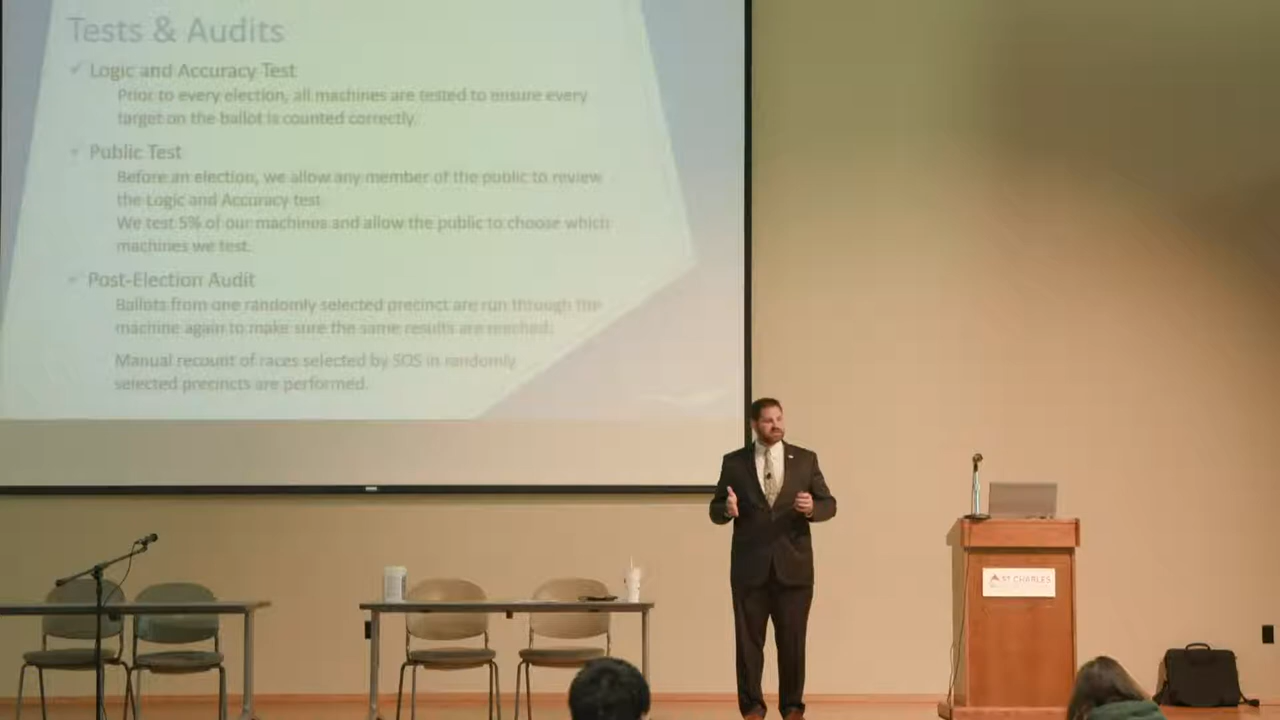 Tests & Audits
Logic and Accuracy Test
Prior to every election, all machines are tested to ensure every
target on the ballot is counted correctly.
Public Test
Before an election, we allow any member of the public to review
the Logic and Accuracy test
We test 5% of our machines and allow the public to choose which
machines we test.
Post-Election Audit
Ballots from one randomly selected precinct are run through the
machine again to make sure the same results are reached.
Manual recount of races selected by SOS in randomly
selected precincts are performed.
ST CHARLES